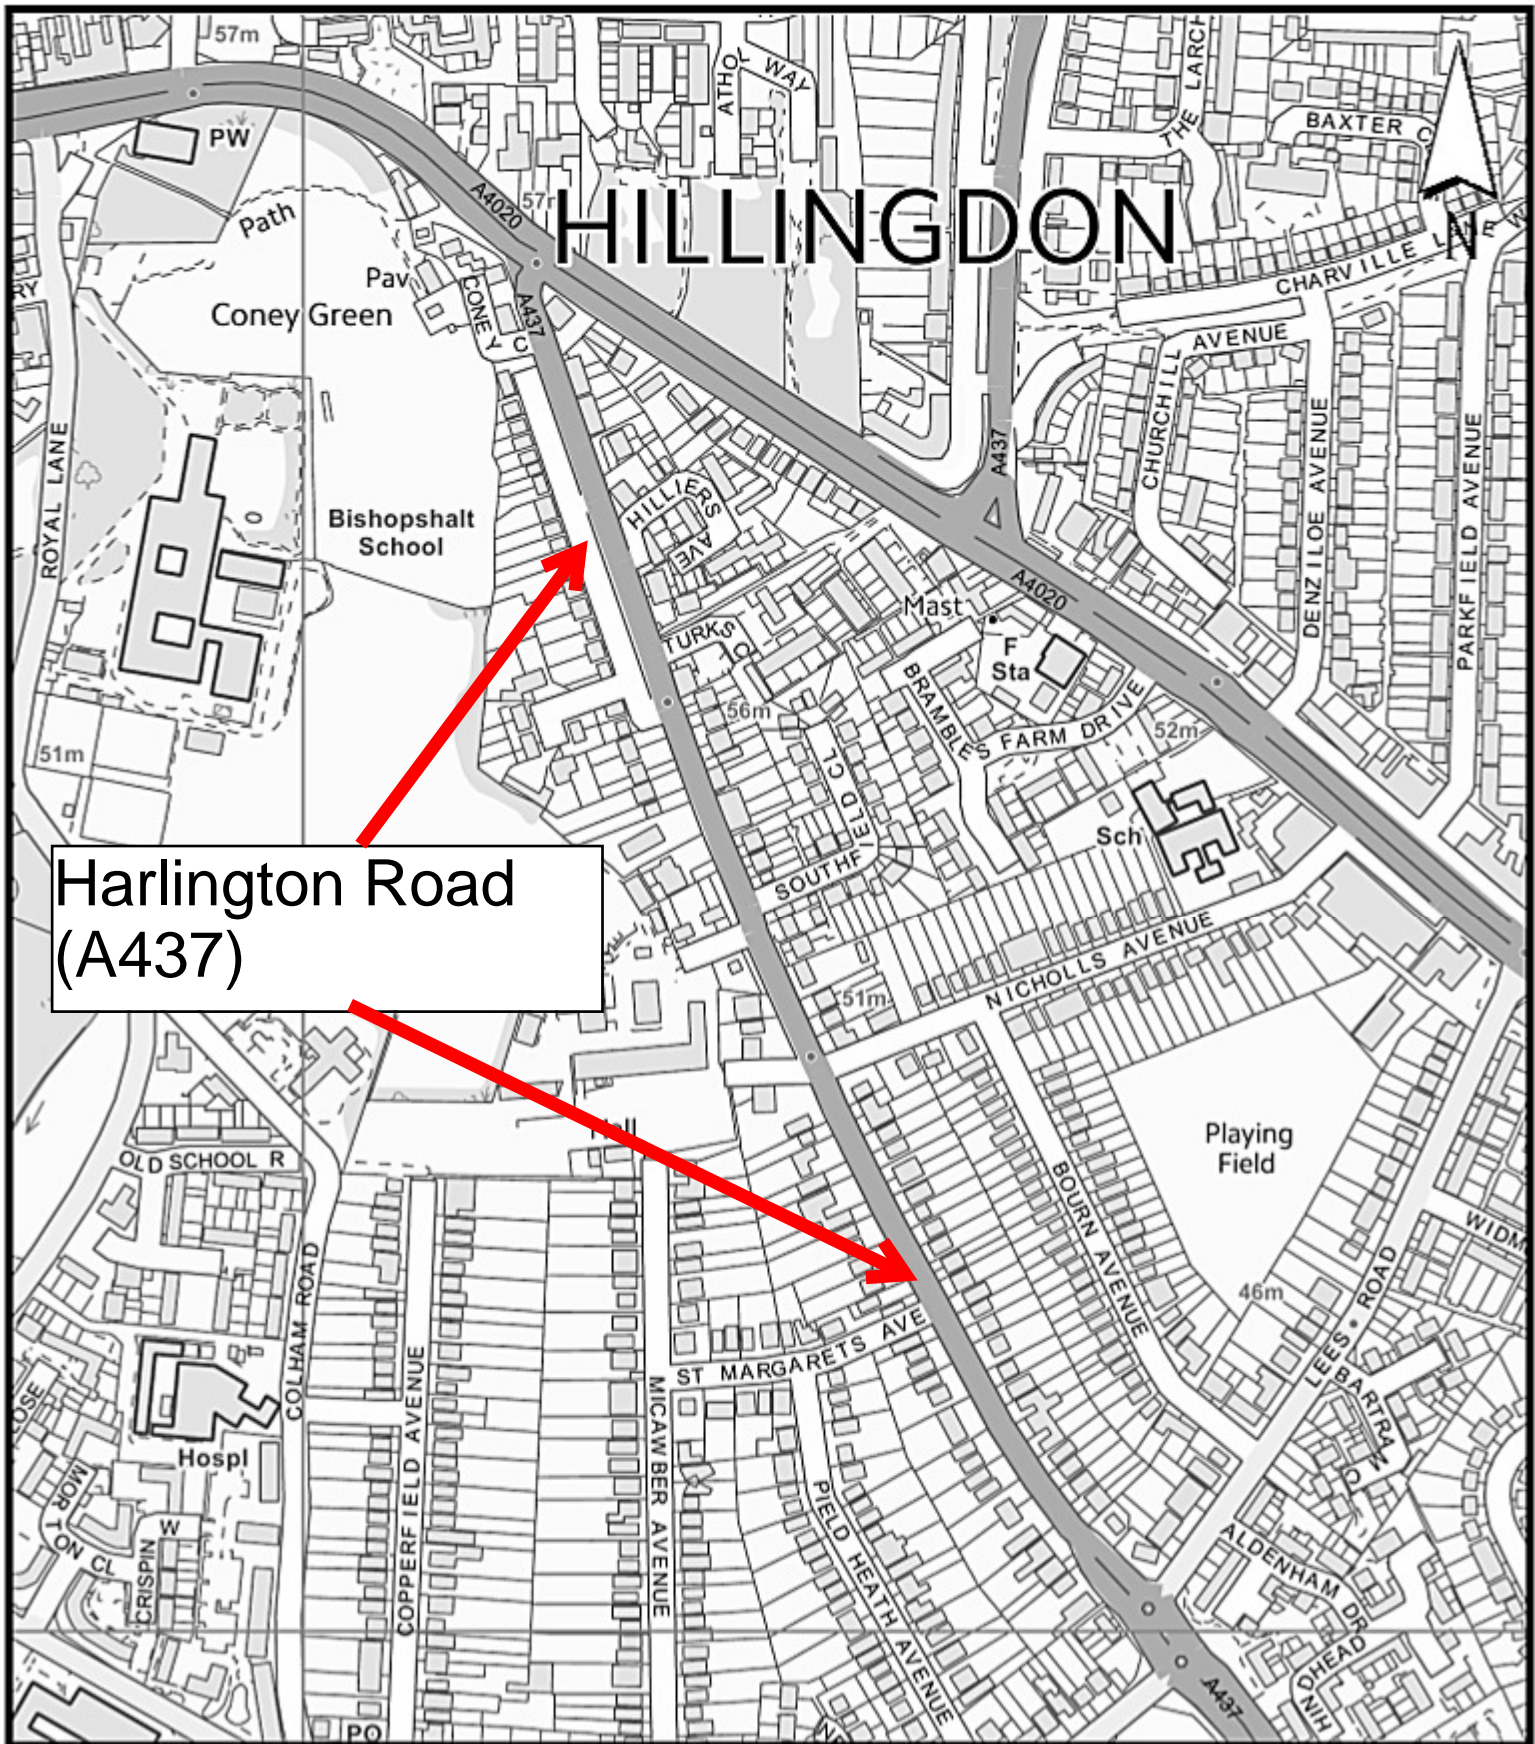 57m
ATHOL WAY
THE LARCH
BAXTER C
PW
A4020
HILLINGDON
N
Path
Pav
CONEY C
A437
Coney Green
CHARVILLE LANE W
AVENUE
CHURCHILL
RY
ROYAL LANE
A437
DENZILOE AVENUE
PARKFIELD AVENUE
HILLIERS
AVE
Bishopshalt
School
A4020
Mast
F
Sta
TURKS CL
56m
BRAMBLES FARM DRIVE
52m
51m
SOUTHFIELD CL
Sch
Harlington Road
(A437)
51m
NICHOLLS AVENUE
Playing
Field
OLD SCHOOL R
BOURN AVENUE
WIDM
46m
LEES ROAD
COLHAM ROAD
ST MARGARETS AVE
COPPERFIELD AVENUE
MICAWBER AVENUE
OSE
Hospl
MORTON CL
W
CRISPIN
PIELD HEATH AVENUE
ALDENHAM DR
A437
PO